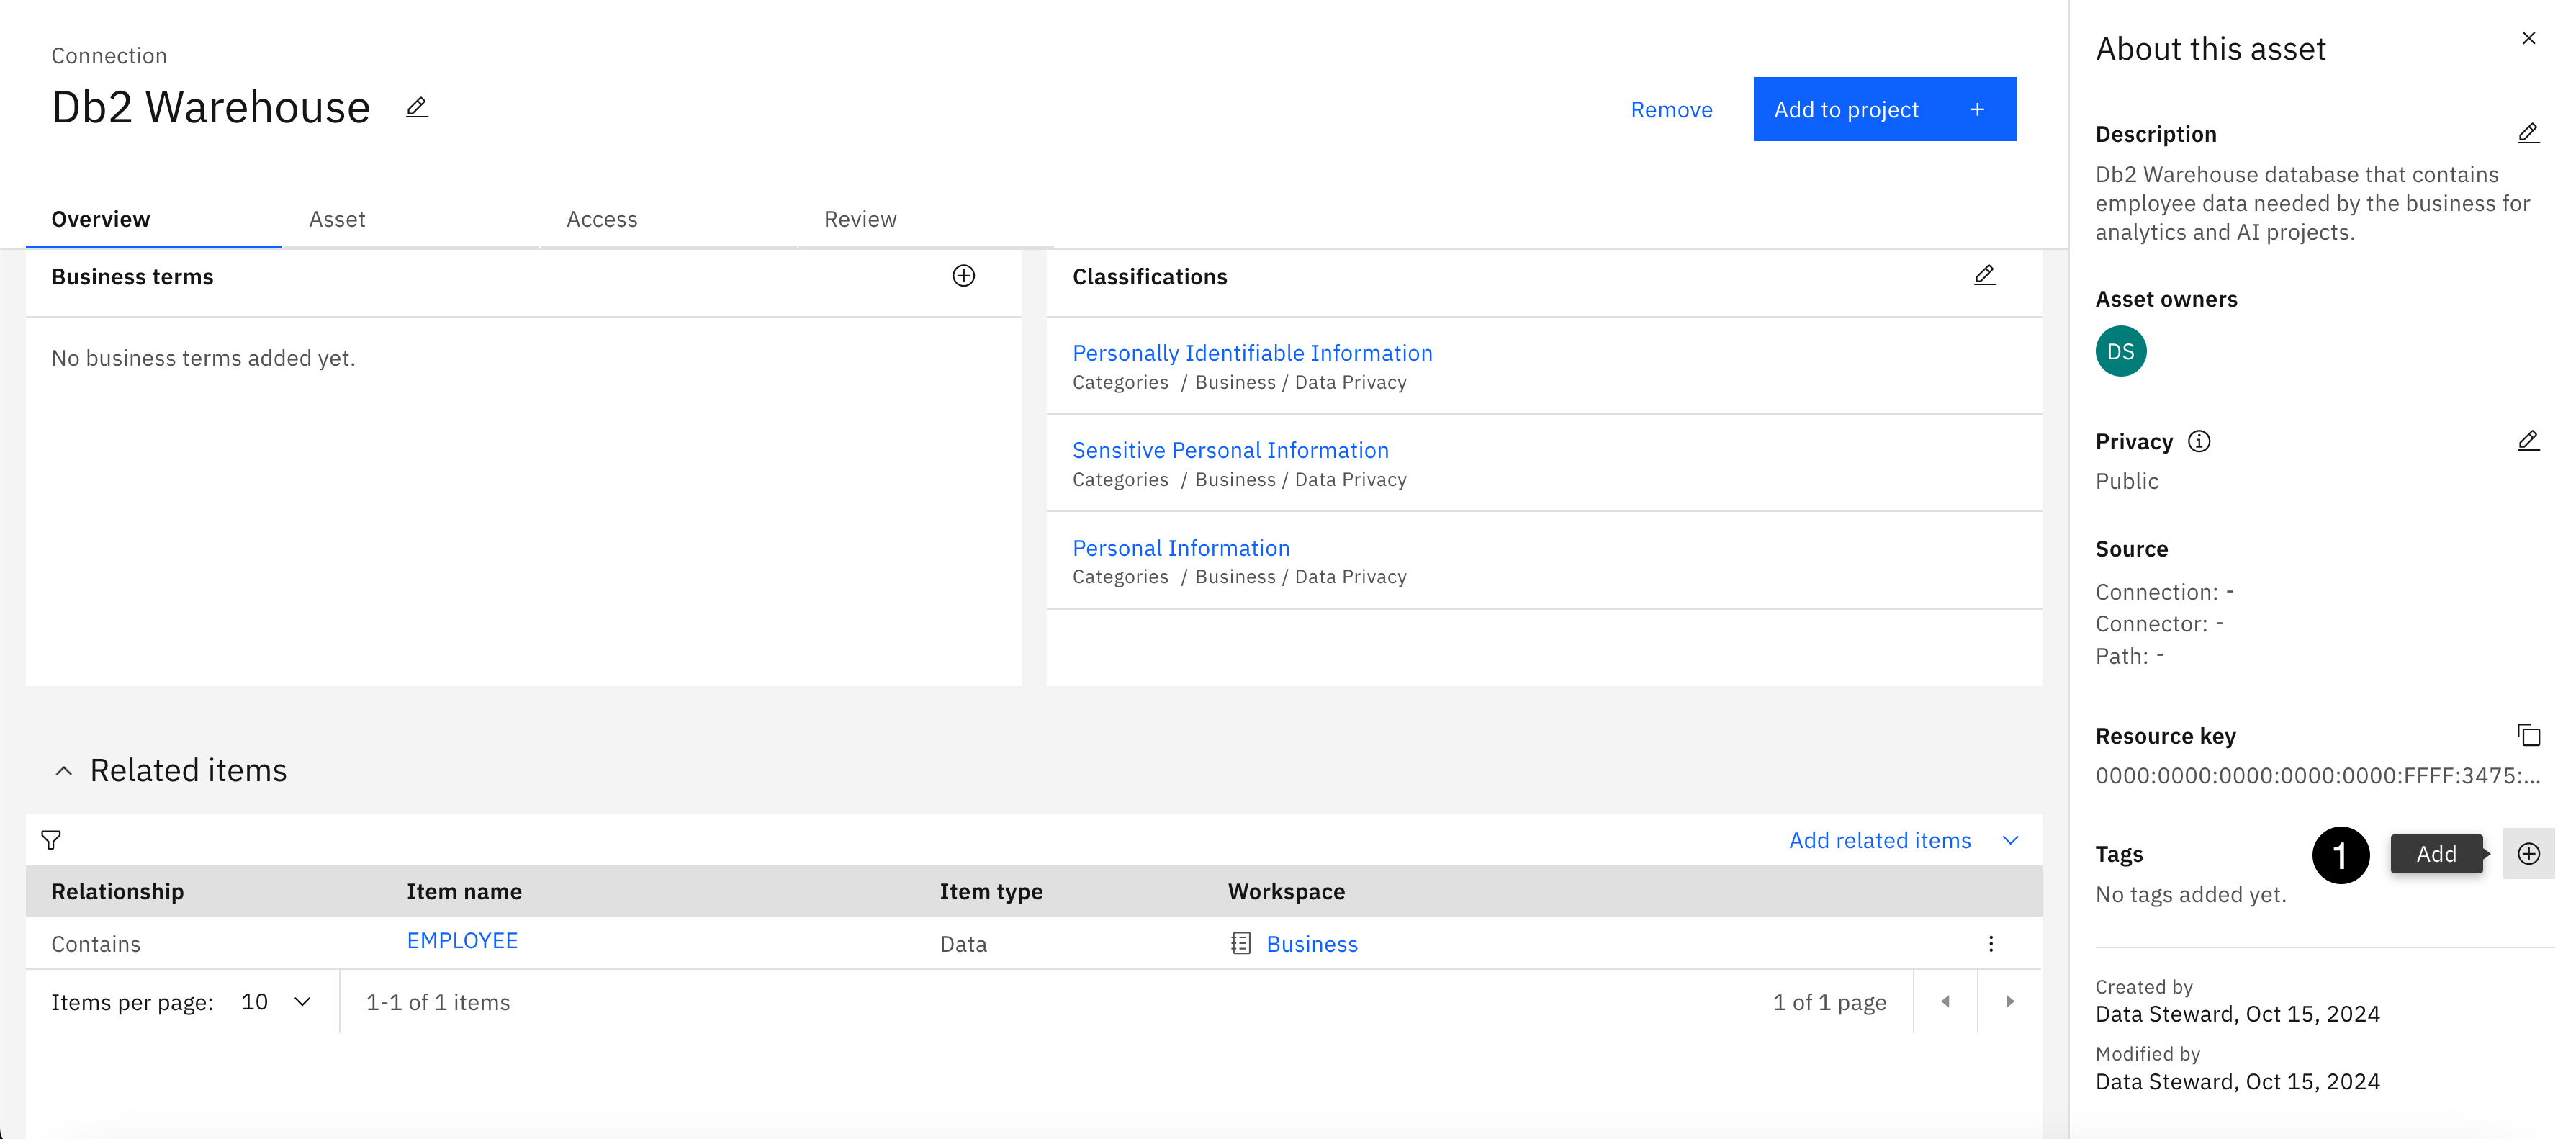 Connection
Db2 Warehouse
Remove
Add to project
Overview
Asset
Access
Review
Business terms
No business terms added yet.
Classifications
Personally Identifiable Information
Categories / Business / Data Privacy
Sensitive Personal Information
Categories / Business / Data Privacy
Personal Information
Categories / Business / Data Privacy
Related items
Add related items
Relationship Item name Item type Workspace
Contains EMPLOYEE Data Business
Items per page: 10 1-1 of 1 items 1 of 1 page
About this asset
Description
Db2 Warehouse database that contains
employee data needed by the business for
analytics and AI projects.
Asset owners
DS
Privacy
Public
Source
Connection: -
Connector: -
Path: -
Resource key
0000:0000:0000:0000:0000:FFFF:3475:...
Tags 1 Add
No tags added yet.
Created by
Data Steward, Oct 15, 2024
Modified by
Data Steward, Oct 15, 2024